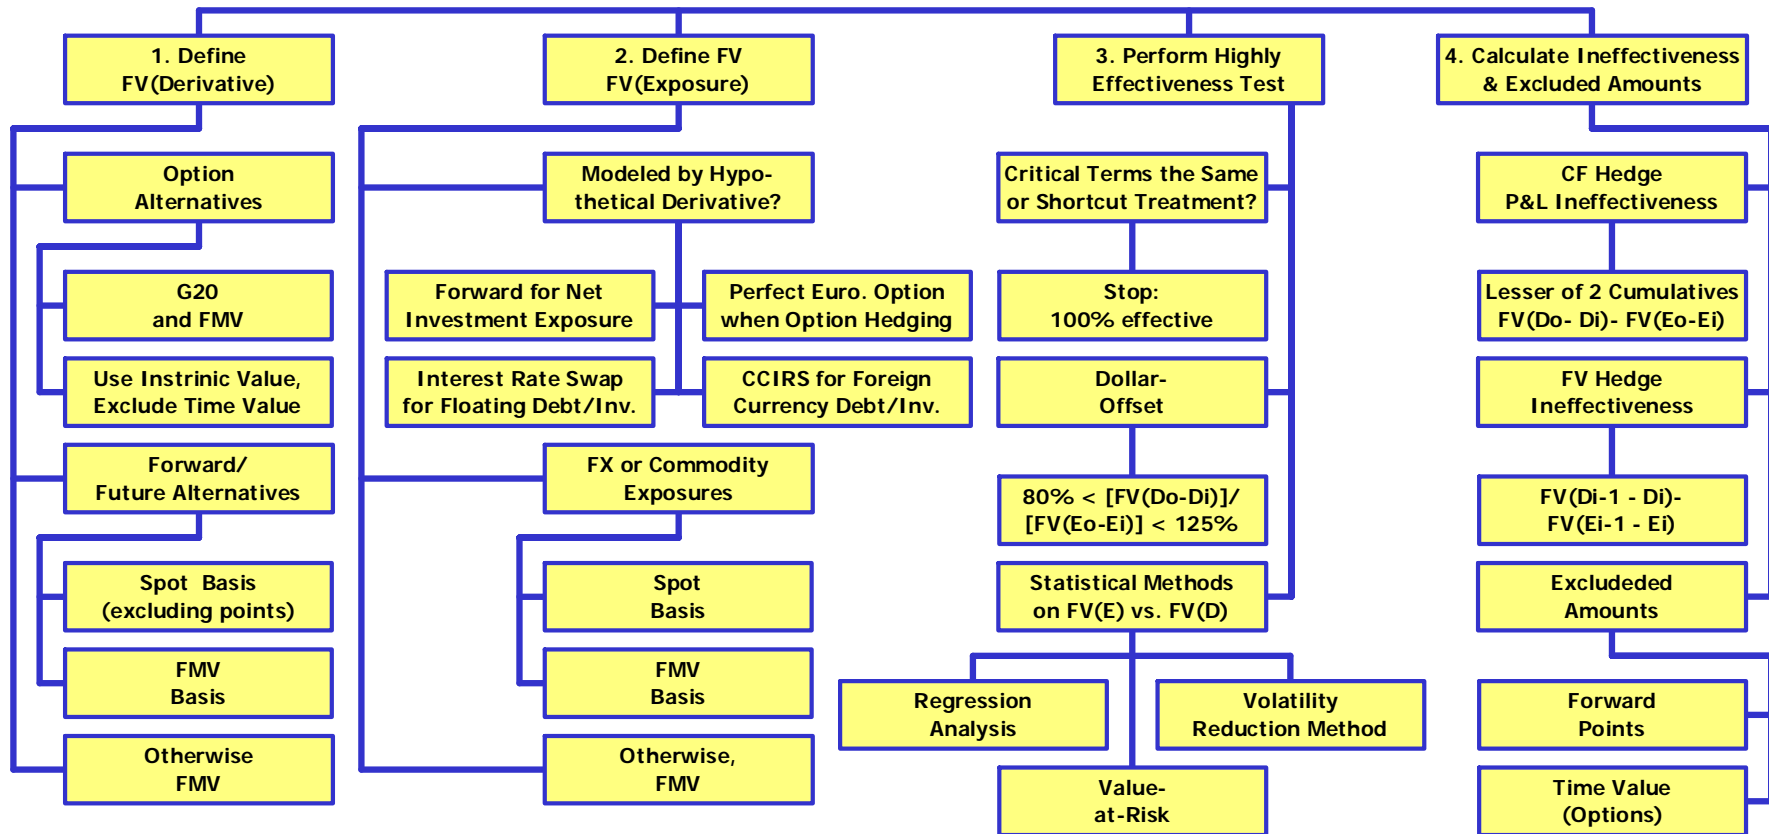 1. Define
FV(Derivative)
Option
Alternatives
G20
and FMV
Use Instrinic Value,
Exclude Time Value
Forward/
Future Alternatives
Spot Basis
(excluding points)
FMV
Basis
Otherwise
FMV
2. Define FV
FV(Exposure)
Modeled by Hypo-
thetical Derivative?
Forward for Net
Investment Exposure
Perfect Euro. Option
when Option Hedging
Interest Rate Swap
for Floating Debt/Inv.
CCIRS for Foreign
Currency Debt/Inv.
FX or Commodity
Exposures
Spot
Basis
FMV
Basis
Otherwise,
FMV
3. Perform Highly
Effectiveness Test
Critical Terms the Same
or Shortcut Treatment?
Stop:
100% effective
Dollar-
Offset
80% < [FV(Do-Di)]/
[FV(Eo-Ei)] < 125%
Statistical Methods
on FV(E) vs. FV(D)
Regression
Analysis
Volatility
Reduction Method
Value-
at-Risk
4. Calculate Ineffectiveness
& Excluded Amounts
CF Hedge
P&L Ineffectiveness
Lesser of 2 Cumulatives
FV(Do- Di)- FV(Eo-Ei)
FV Hedge
Ineffectiveness
FV(Di-1 - Di)-
FV(Ei-1 - Ei)
Excludeded
Amounts
Forward
Points
Time Value
(Options)